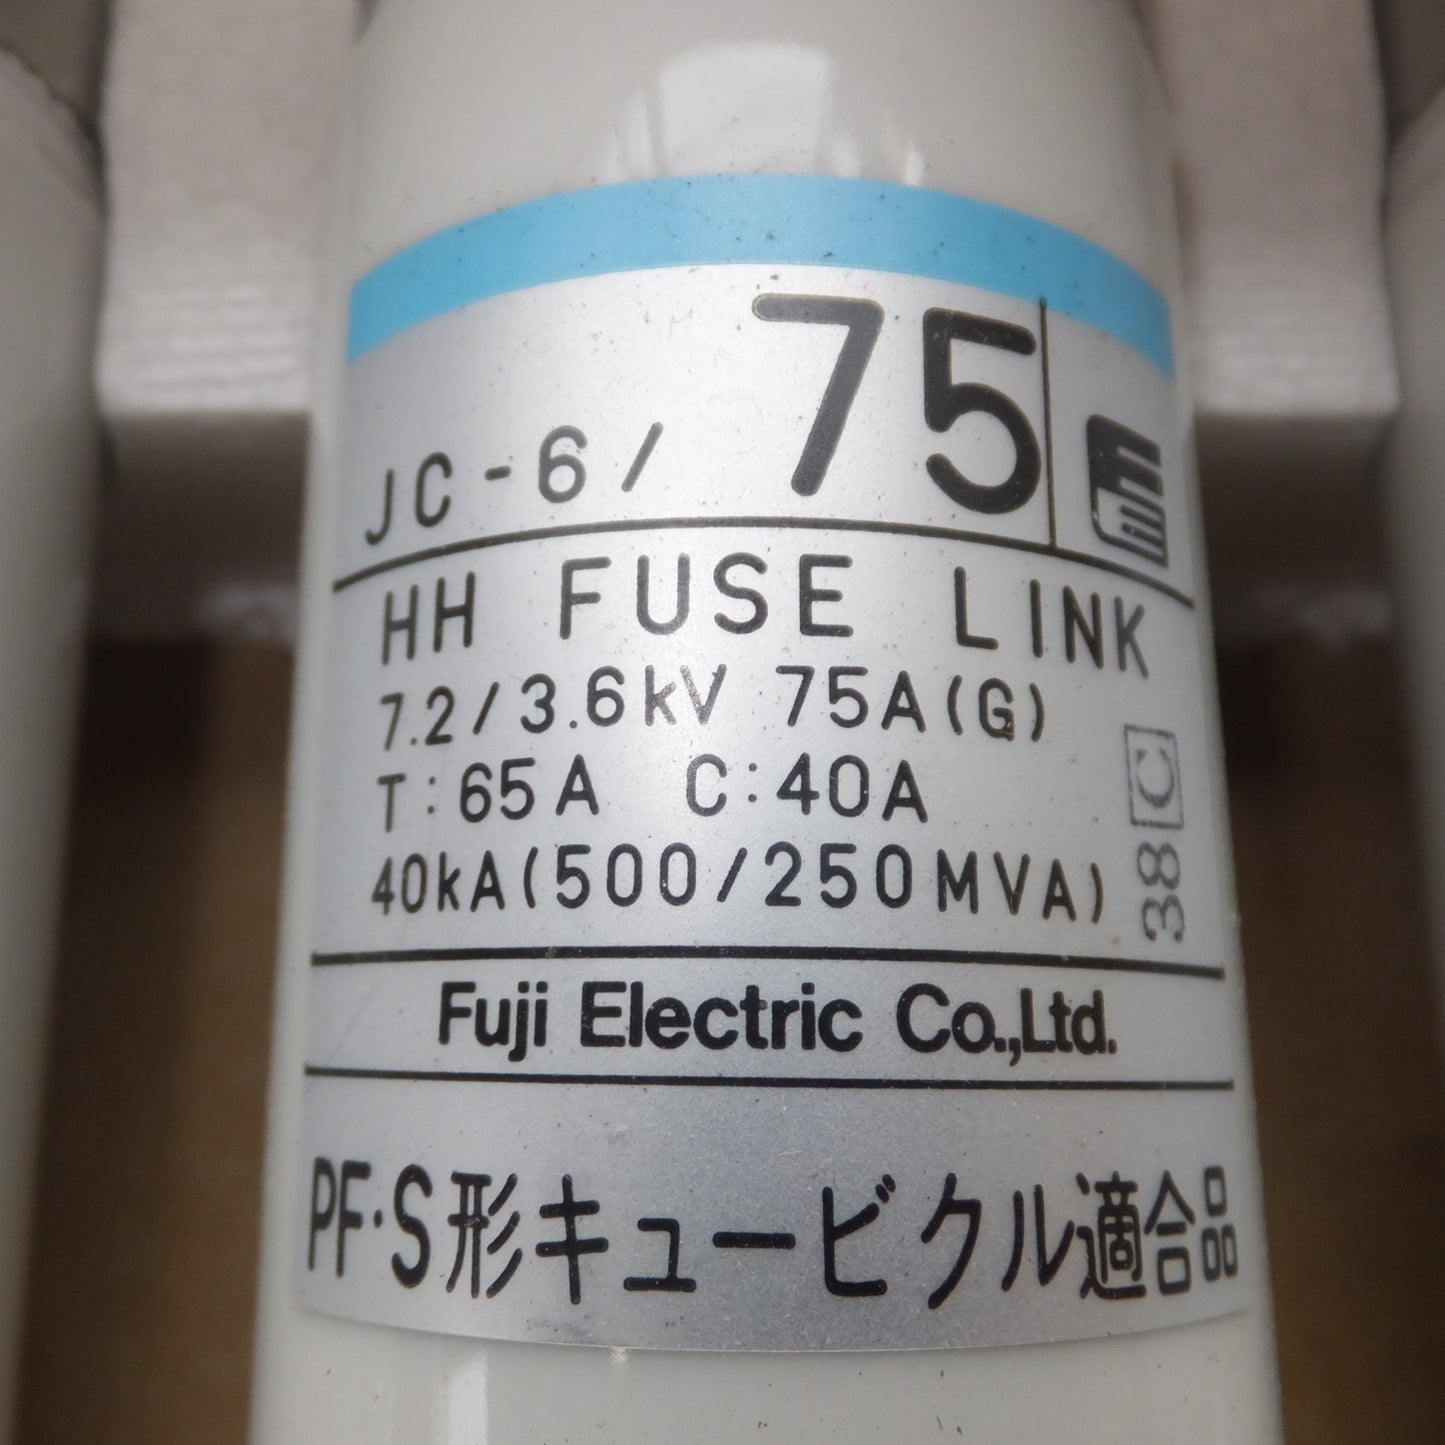 JC-6/75
HH FUSE LINK
7.2/3.6kV 75A(G)
T:65A C:40A
40kA(500/250MVA)
38C
Fuji Electric Co.,Ltd.
PF·S形キュービクル適合品